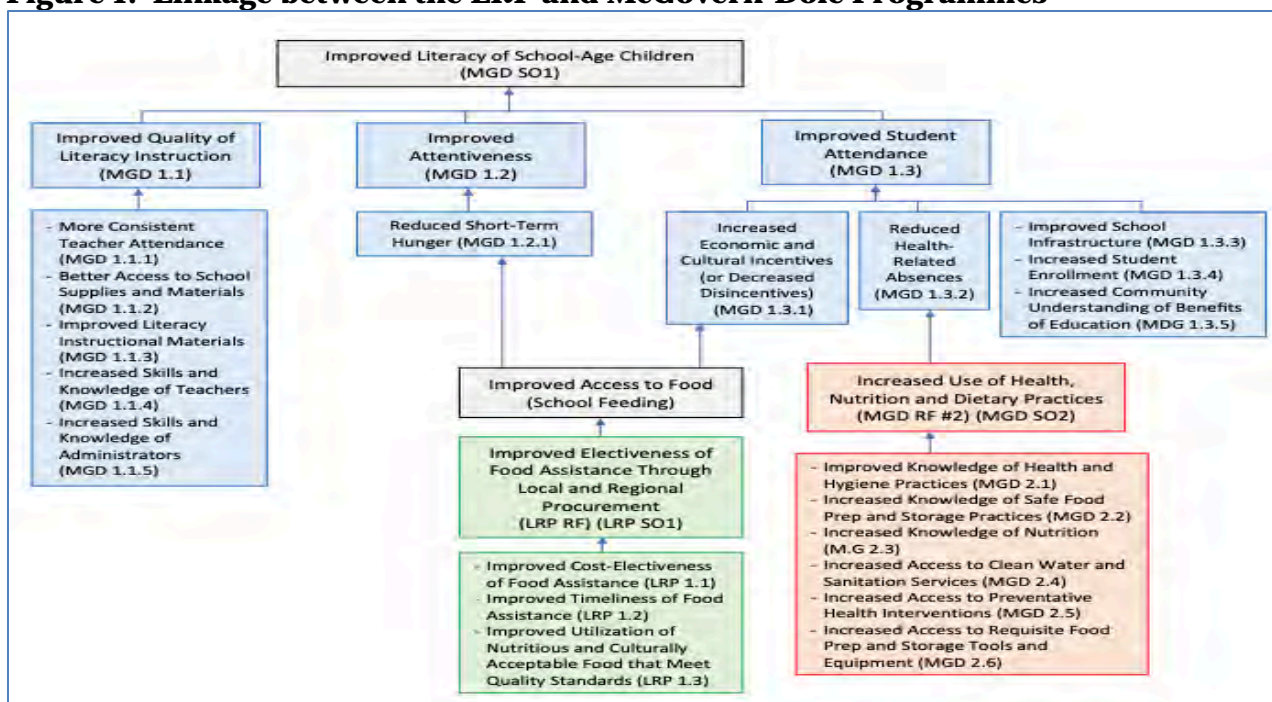 Figure 1: Linkage between the LRP and McGovern-Dole Programmes
Improved Literacy of School-Age Children
(MGD SO1)
Improved Quality of
Literacy Instruction
(MGD 1.1)
Improved
Attentiveness
(MGD 1.2)
Improved Student
Attendance
(MGD 1.3)
- More Consistent
Teacher Attendance
(MGD 1.1.1)
- Better Access to School
Supplies and Materials
(MGD 1.1.2)
- Improved Literacy
Instructional Materials
(MGD 1.1.3)
- Increased Skills and
Knowledge of Teachers
(MGD 1.1.4)
- Increased Skills and
Knowledge of
Administrators
(MGD 1.1.5)
Reduced Short-Term
Hunger (MGD 1.2.1)
Increased
Economic and
Cultural Incentives
(or Decreased
Disincentives)
(MGD 1.3.1)
Reduced
Health-
Related
Absences
(MGD 1.3.2)
- Improved School
Infrastructure (MGD 1.3.3)
- Increased Student
Enrollment (MGD 1.3.4)
- Increased Community
Understanding of Benefits
of Education (MDG 1.3.5)
Improved Access to Food
(School Feeding)
Increased Use of Health,
Nutrition and Dietary Practices
(MGD RF #2) (MGD SO2)
Improved Electiveness of
Food Assistance Through
Local and Regional
Procurement
(LRP RF) (LRP SO1)
- Improved Knowledge of Health and
Hygiene Practices (MGD 2.1)
- Increased Knowledge of Safe Food
Prep and Storage Practices (MGD 2.2)
- Increased Knowledge of Nutrition
(M.G 2.3)
- Increased Access to Clean Water and
Sanitation Services (MGD 2.4)
- Increased Access to Preventative
Health Interventions (MGD 2.5)
- Increased Access to Requisite Food
Prep and Storage Tools and
Equipment (MGD 2.6)
- Improved Cost-Electiveness
of Food Assistance (LRP 1.1)
- Improved Timeliness of Food
Assistance (LRP 1.2)
- Improved Utilization of
Nutritious and Culturally
Acceptable Food that Meet
Quality Standards (LRP 1.3)